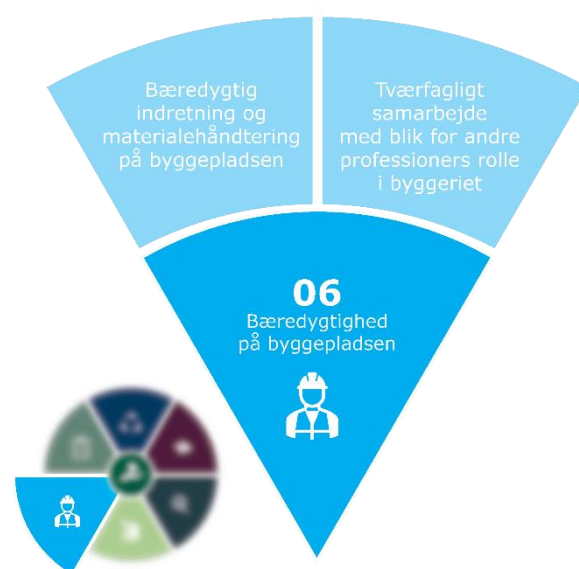 Bæredygtig
indretning og
materialehåndtering
på byggepladsen
Tværfagligt
samarbejde
med blik for andre
professioners rolle
i byggeriet
06
Bæredygtighed
på byggepladsen